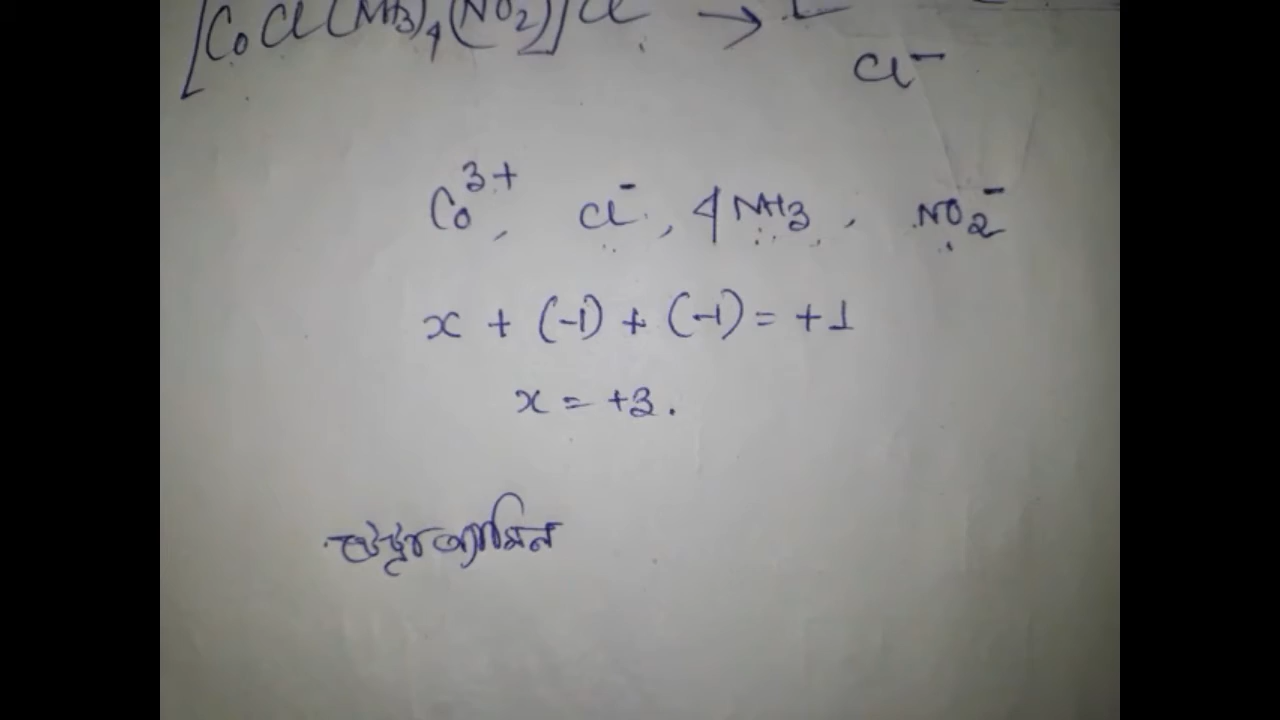 [CoCl(NH3)4(NO2)]Cl →
Cl⁻
Co³⁺, Cl⁻, 4NH3, NO2⁻
x + (-1) + (-1) = +1
x = +3.
টেট্রাঅ্যামিন